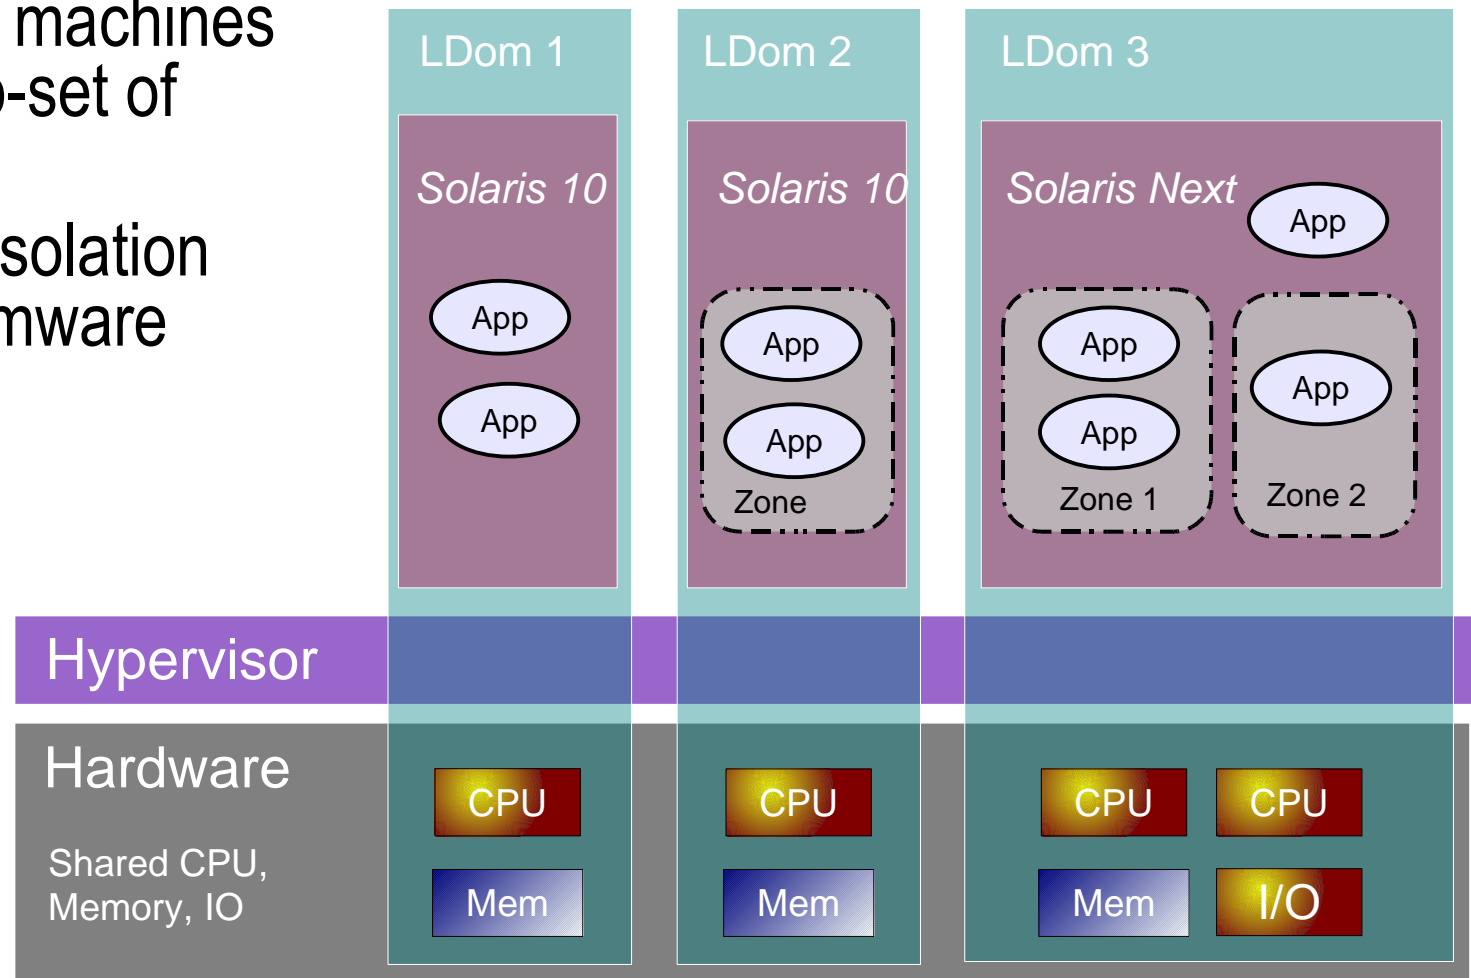 machines
-set of
solation
mware
LDom 1
Solaris 10
App
App
LDom 2
Solaris 10
App
App
Zone
LDom 3
Solaris Next
App
App
App
Zone 1
App
Zone 2
Hypervisor
Hardware
Shared CPU,
Memory, IO
CPU
Mem
CPU
Mem
CPU
CPU
Mem
I/O